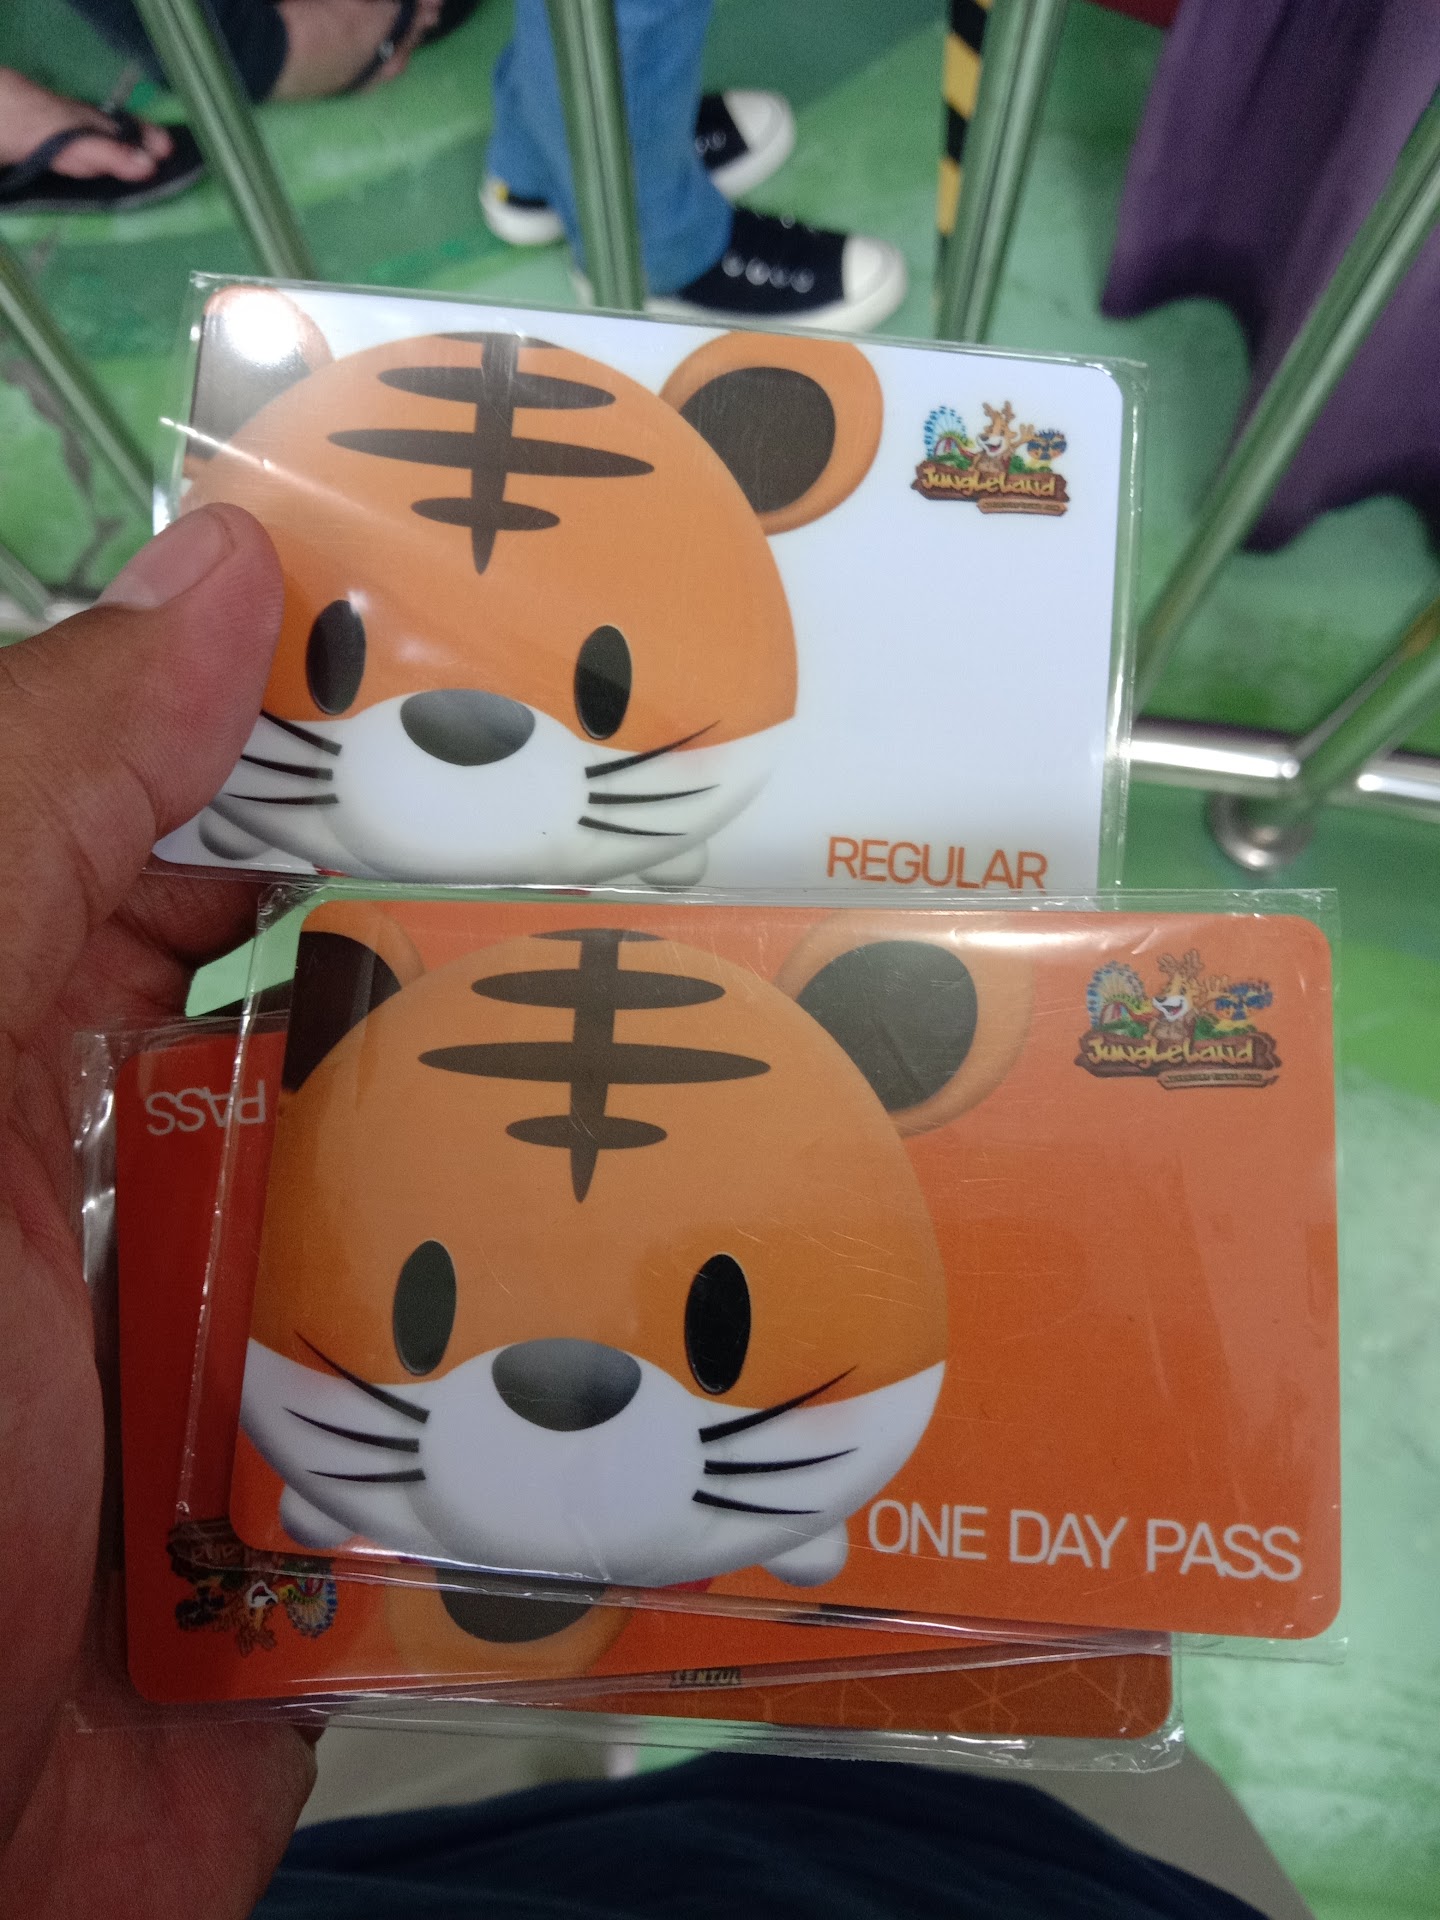 JungleLand
REGULAR
JungleLand
PASS
ONE DAY PASS
SENTUL